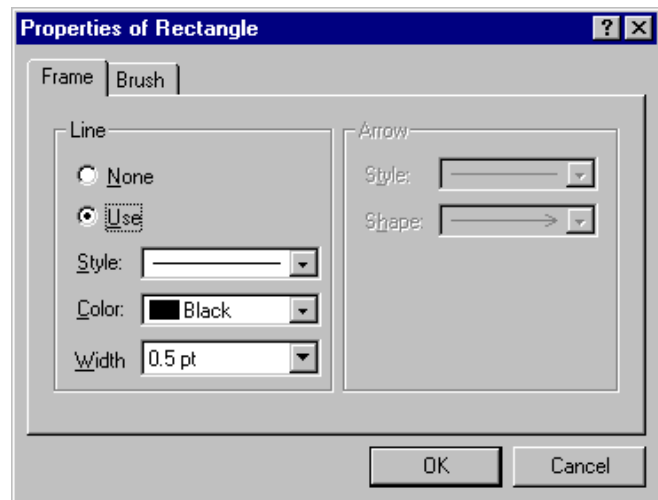 Properties of Rectangle
Frame
Brush
Line
None
Use
Style:
Color: Black
Width 0.5 pt
Arrow
Style:
Shape:
OK
Cancel